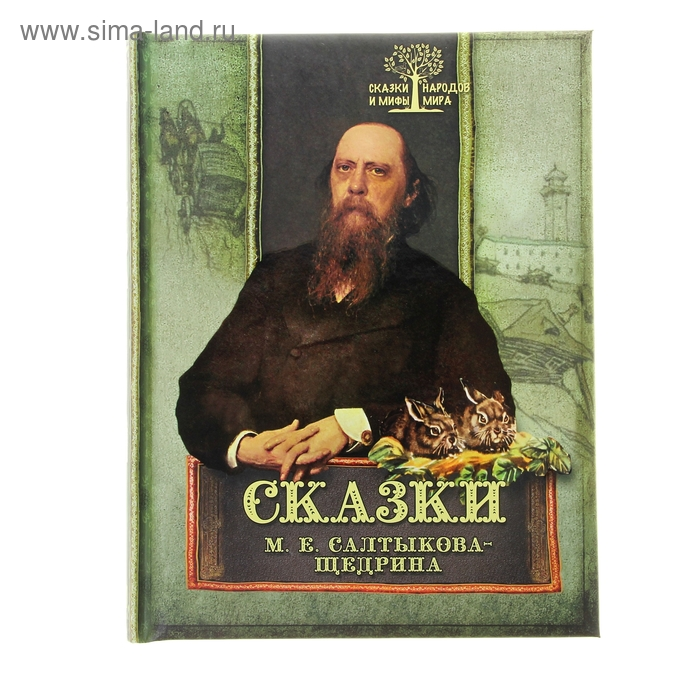 www.sima-land.ru
СКАЗКИ НАРОДОВ
И МИФЫ МИРА
СКАЗКИ
М. Е. САЛТЫКОВА-
ЩЕДРИНА